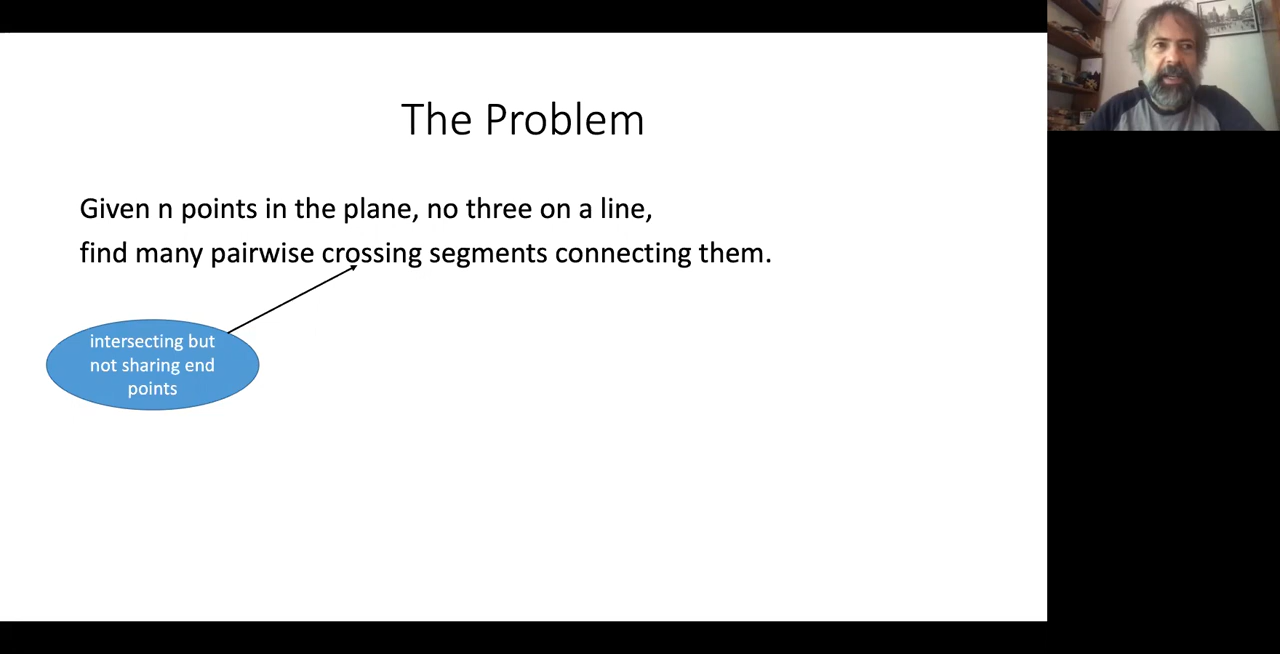 The Problem
Given n points in the plane, no three on a line,
find many pairwise crossing segments connecting them.
intersecting but
not sharing end
points